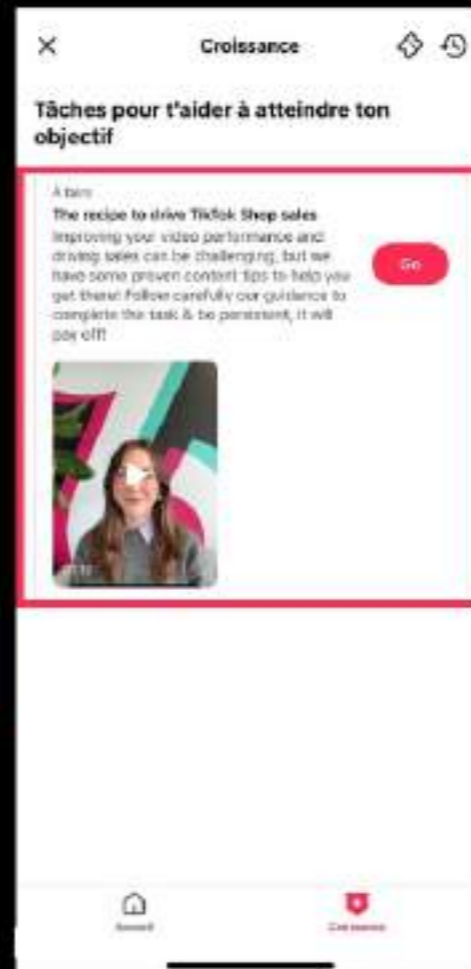 Croissance
Tâches pour t'aider à atteindre ton
objectif
À faire
The recipe to drive TikTok Shop sales
Improving your video performance and
driving sales can be challenging, but we
have some proven content tips to help you
get there! Follow carefully our guidance to
complete the task & be persistent, it will
pay off!
Go
Accueil
Croissance